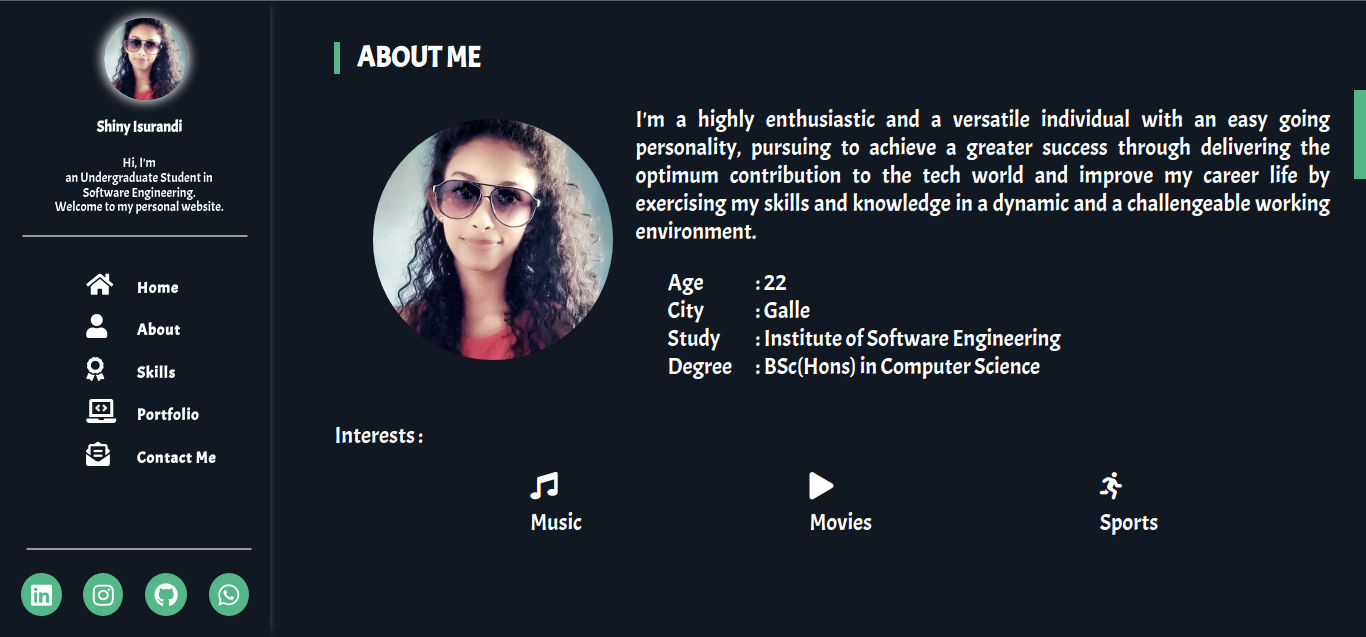 Shiny Isurandi
Hi, I'm
an Undergraduate Student in
Software Engineering.
Welcome to my personal website.
Home
About
Skills
Portfolio
Contact Me
ABOUT ME
I'm a highly enthusiastic and a versatile individual with an easy going
personality, pursuing to achieve a greater success through delivering the
optimum contribution to the tech world and improve my career life by
exercising my skills and knowledge in a dynamic and a challengeable working
environment.
Age : 22
City : Galle
Study : Institute of Software Engineering
Degree : BSc(Hons) in Computer Science
Interests :
Music
Movies
Sports